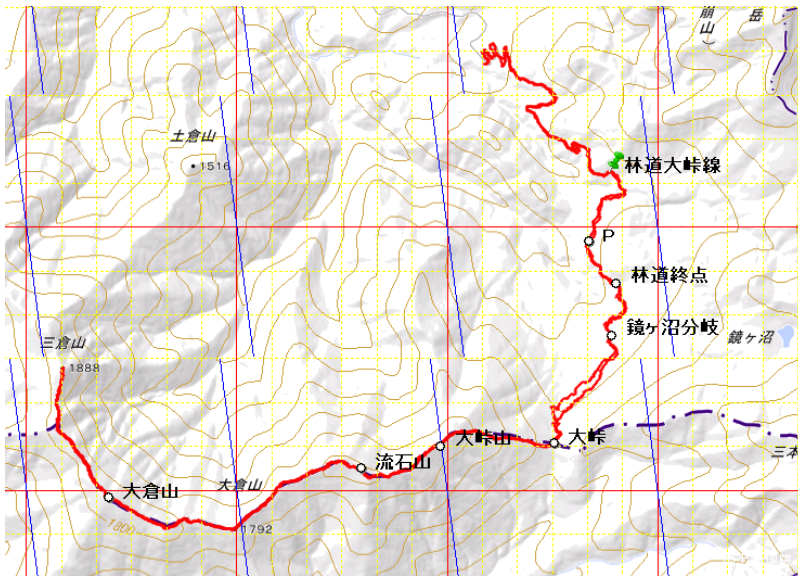 崩山）
岳
土倉山
1516
林道大峠線
P
林道終点
鏡ヶ沼分岐
鏡ヶ沼
三倉山
1888
大峠山
大峠
流石山
三本
大倉山
大倉山
1800
1792